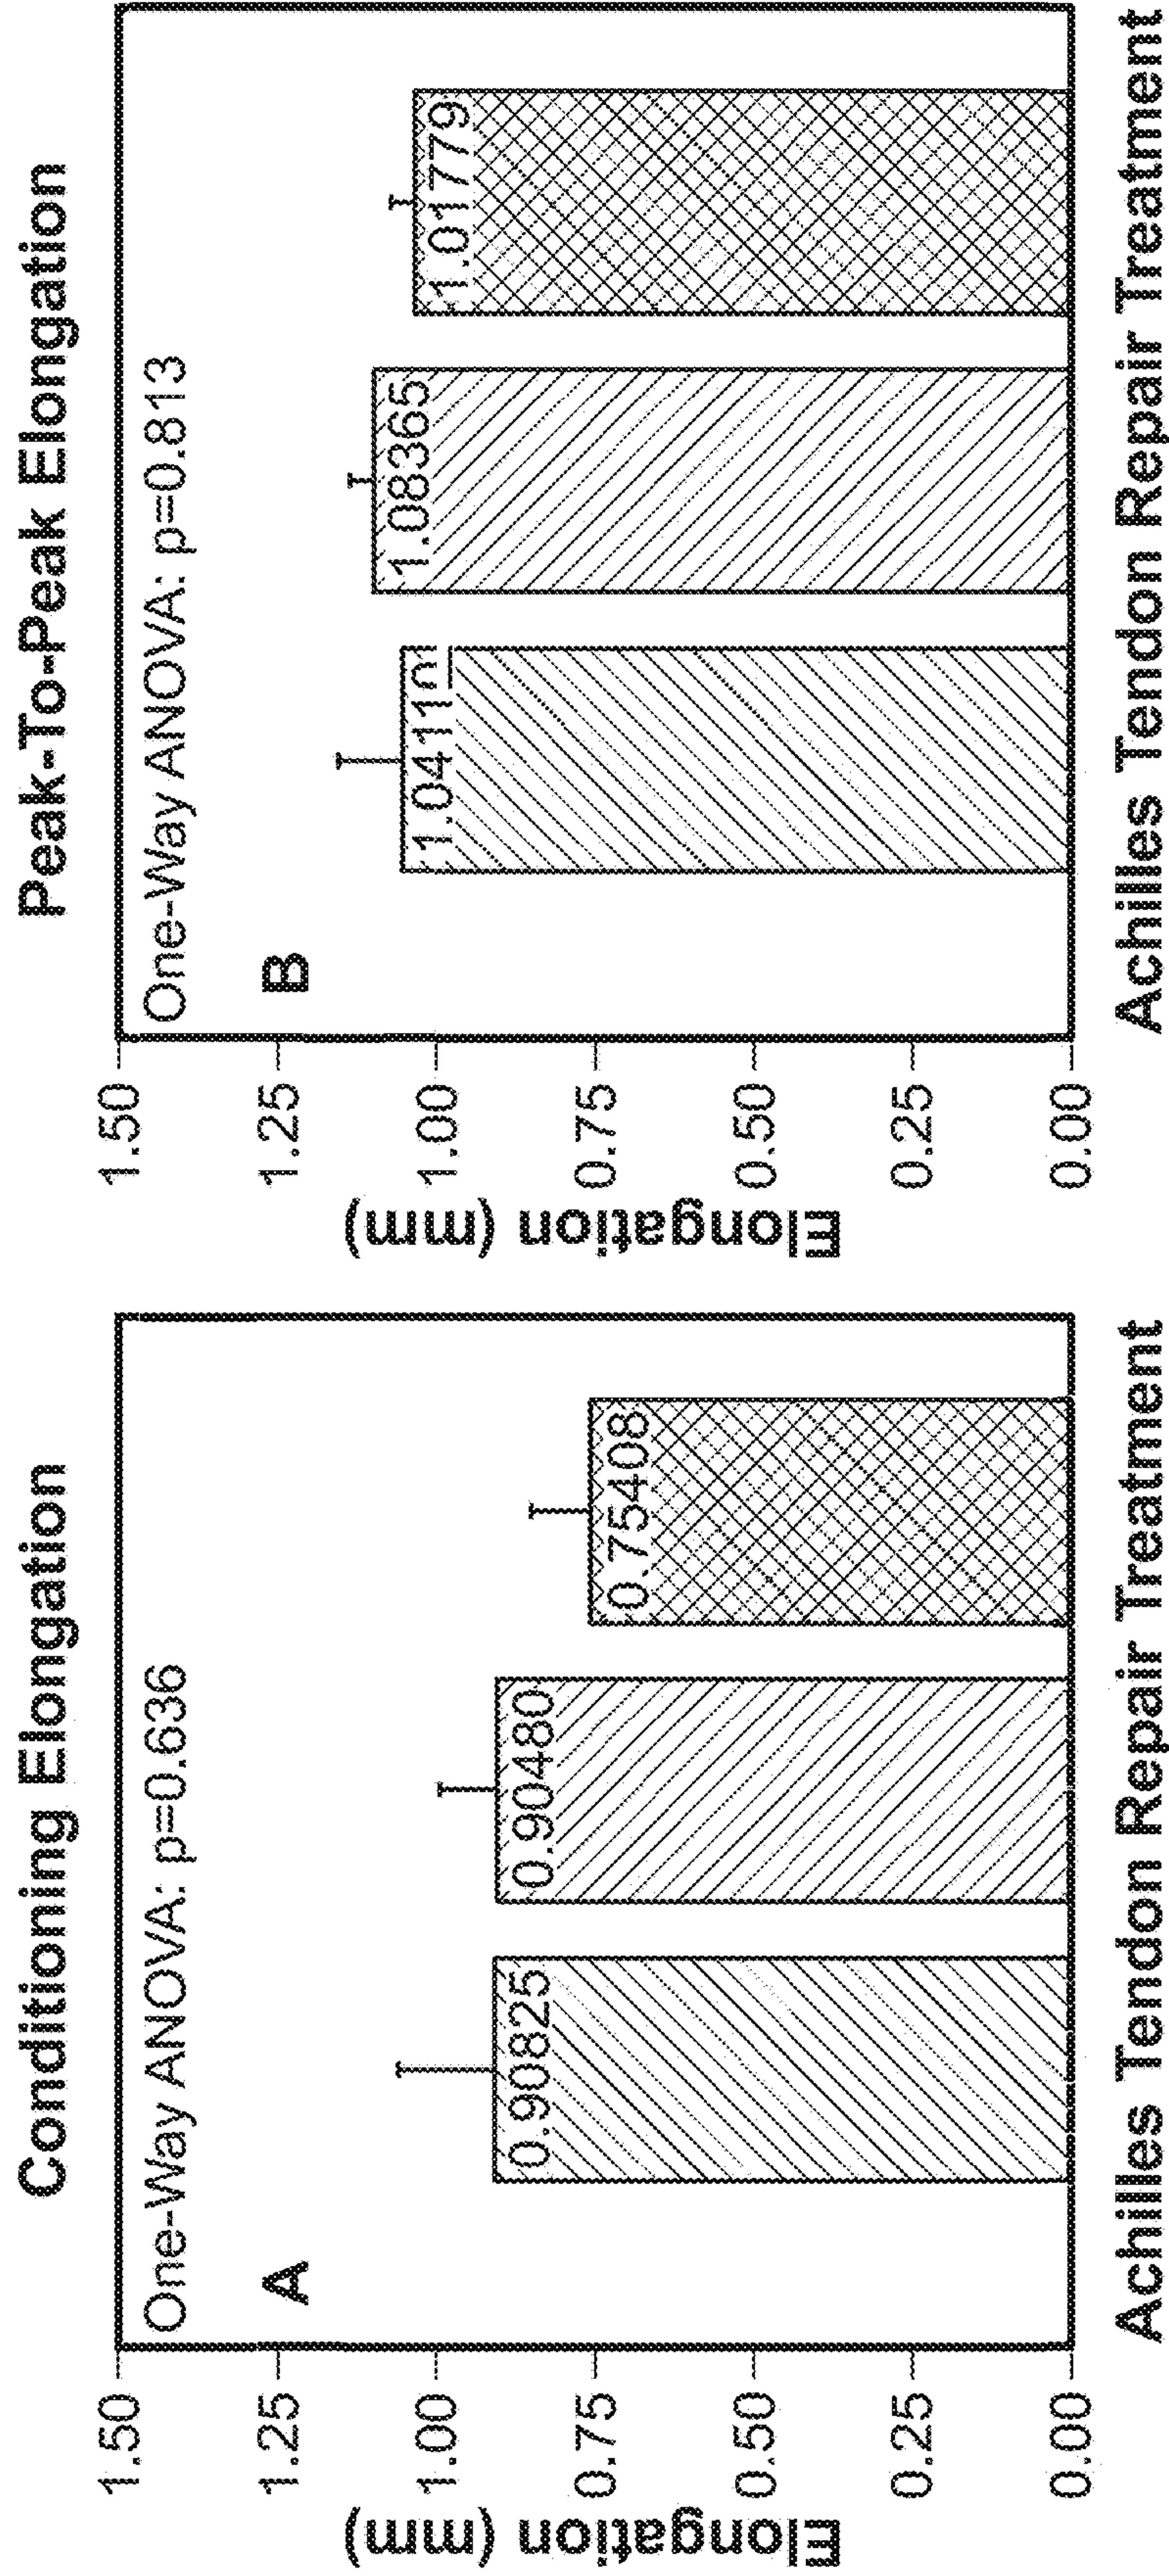 Conditioning Elongation
One-Way ANOVA: p=0.636
A
1.50
1.25
1.00
0.75
0.50
0.25
0.00
Elongation (mm)
0.90825
0.90480
0.75408
Achilles Tendon Repair Treatment
Peak-To-Peak Elongation
One-Way ANOVA: p=0.813
B
1.50
1.25
1.00
0.75
0.50
0.25
0.00
Elongation (mm)
1.08365
1.01779
Achilles Tendon Repair Treatment